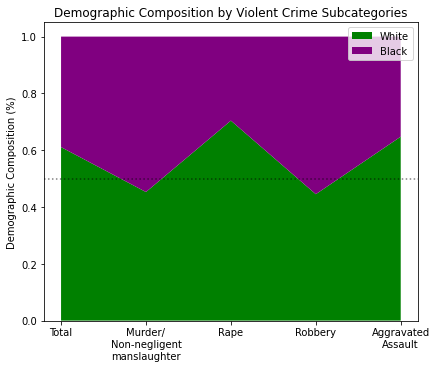 Demographic Composition by Violent Crime Subcategories
White
Black
Demographic Composition (%)
1.0
0.8
0.6
0.4
0.2
0.0
Total
Murder/
Non-negligent
manslaughter
Rape
Robbery
Aggravated
Assault